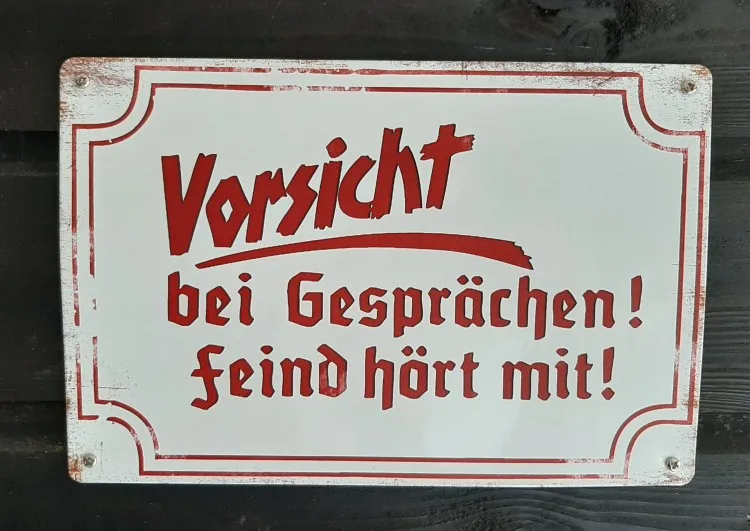 Vorsicht
bei Gesprächen!
Feind hört mit!